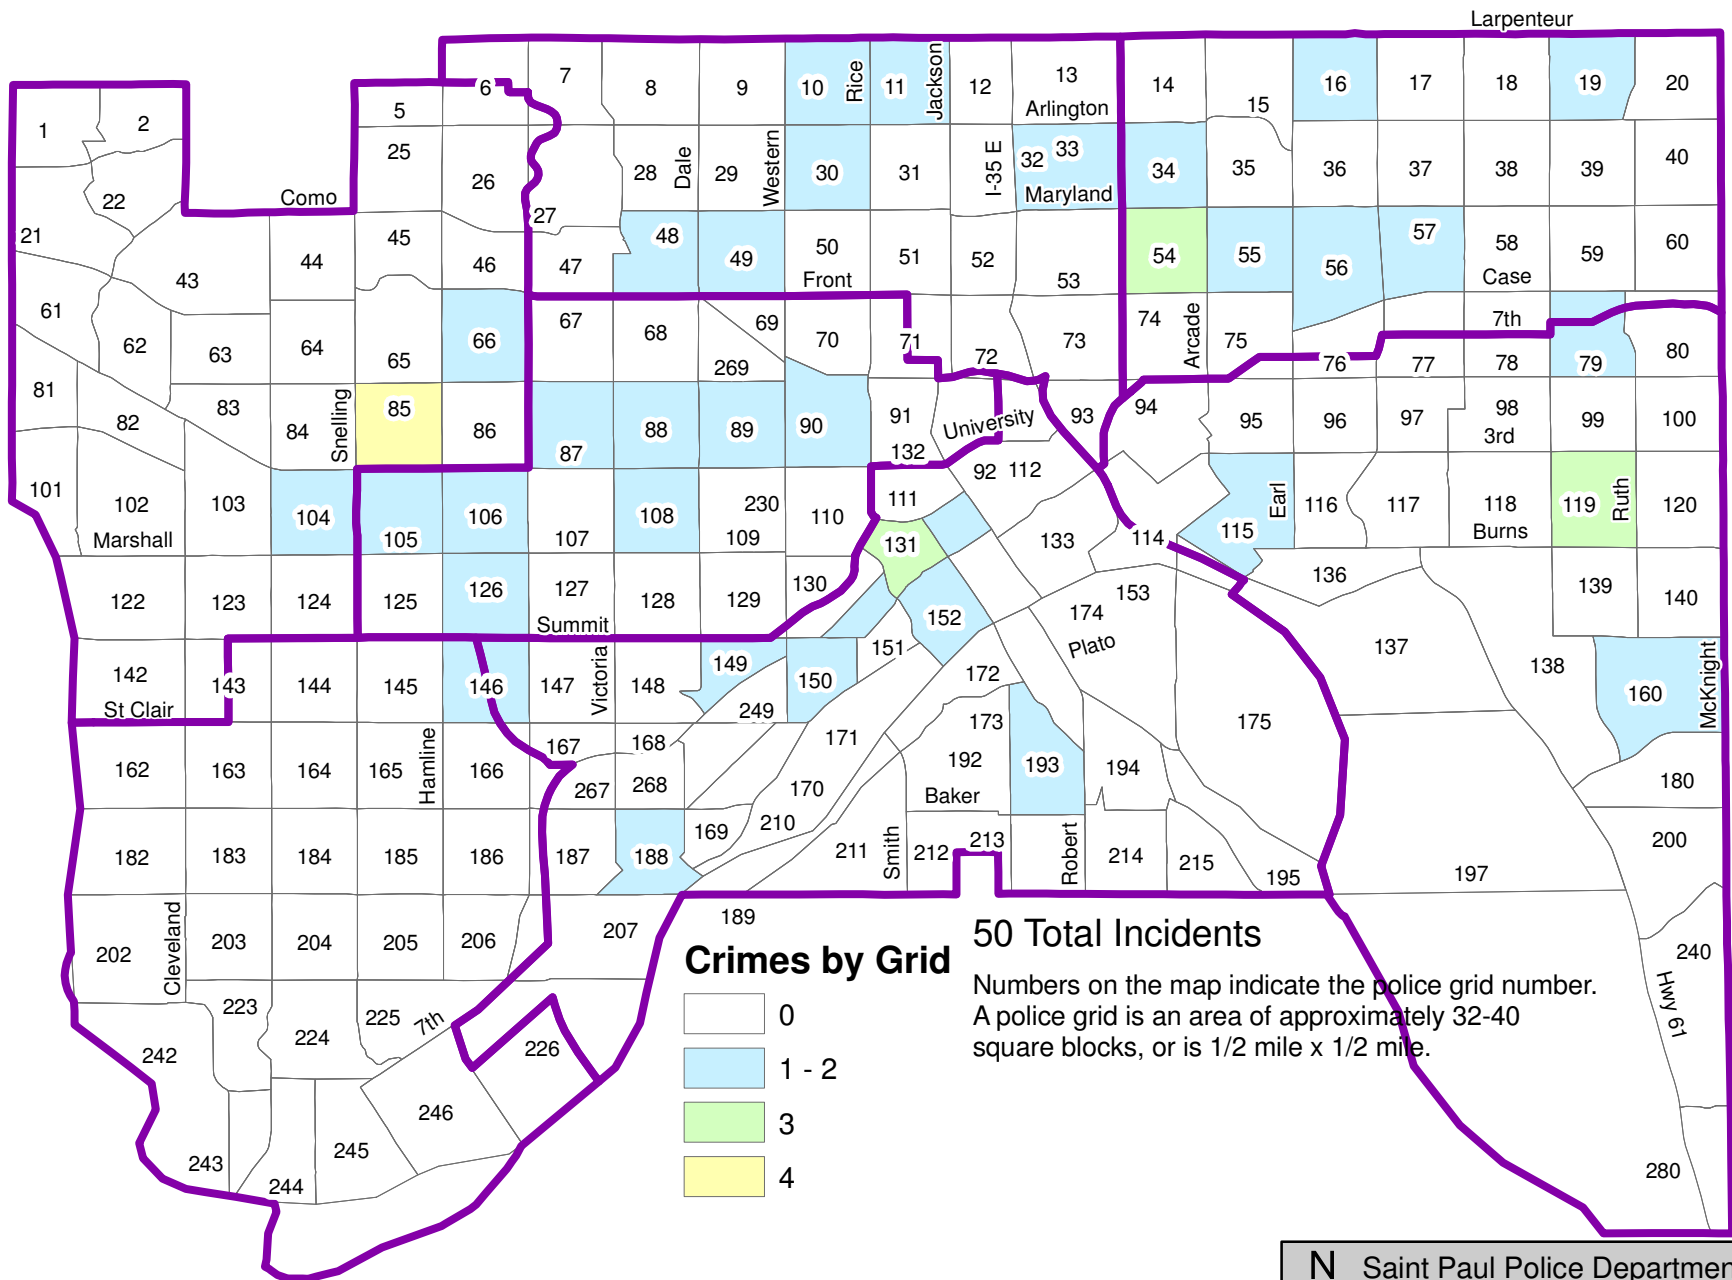 Larpenteur
1 2 5 6 7 8 9 10 Rice 11 Jackson 12 13 14 15 16 17 18 19 20
Arlington
21 22 Como 25 26 27 28 Dale 29 Western 30 31 I-35 E 32 33 34 35 36 37 38 39 40
Maryland
43 44 45 46 47 48 49 50 51 52 53 54 55 56 57 58 59 60
Front Case
61 62 63 64 65 66 67 68 69 269 70 71 72 73 74 Arcade 75 76 77 78 79 80
7th
81 82 83 84 Snelling 85 86 87 88 89 90 91 132 University 93 94 95 96 97 98 99 100
3rd
101 102 103 104 105 106 107 108 230 109 110 111 92 112 133 114 115 Earl 116 117 118 119 Ruth 120
Marshall 131 Burns
122 123 124 125 126 127 128 129 130 152 174 153 136 139 140
Summit
142 143 144 145 146 147 Victoria 148 149 150 151 172 Plato 137 138 160 McKnight
St Clair 249 173 175
162 163 164 165 Hamline 166 167 168 267 268 171 170 192 193 194 180
Baker
182 183 184 185 186 187 188 169 210 211 Smith 212 213 Robert 214 215 195 197 200
202 Cleveland 203 204 205 206 207 189 240
223 224 225 7th 226 Hwy 61
242 243 244 245 246 280
50 Total Incidents
Numbers on the map indicate the police grid number.
A police grid is an area of approximately 32-40
square blocks, or is 1/2 mile x 1/2 mile.
Crimes by Grid
0
1 - 2
3
4
N Saint Paul Police Departmen